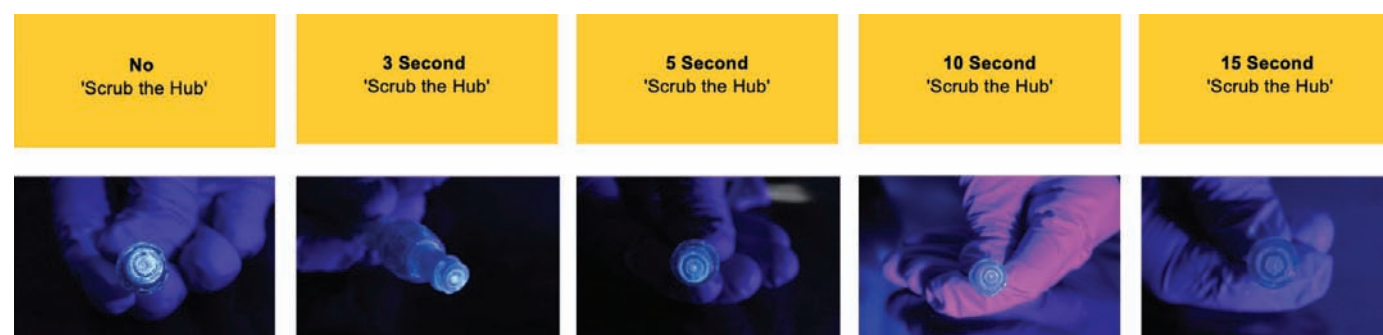 No
'Scrub the Hub'
3 Second
'Scrub the Hub'
5 Second
'Scrub the Hub'
10 Second
'Scrub the Hub'
15 Second
'Scrub the Hub'